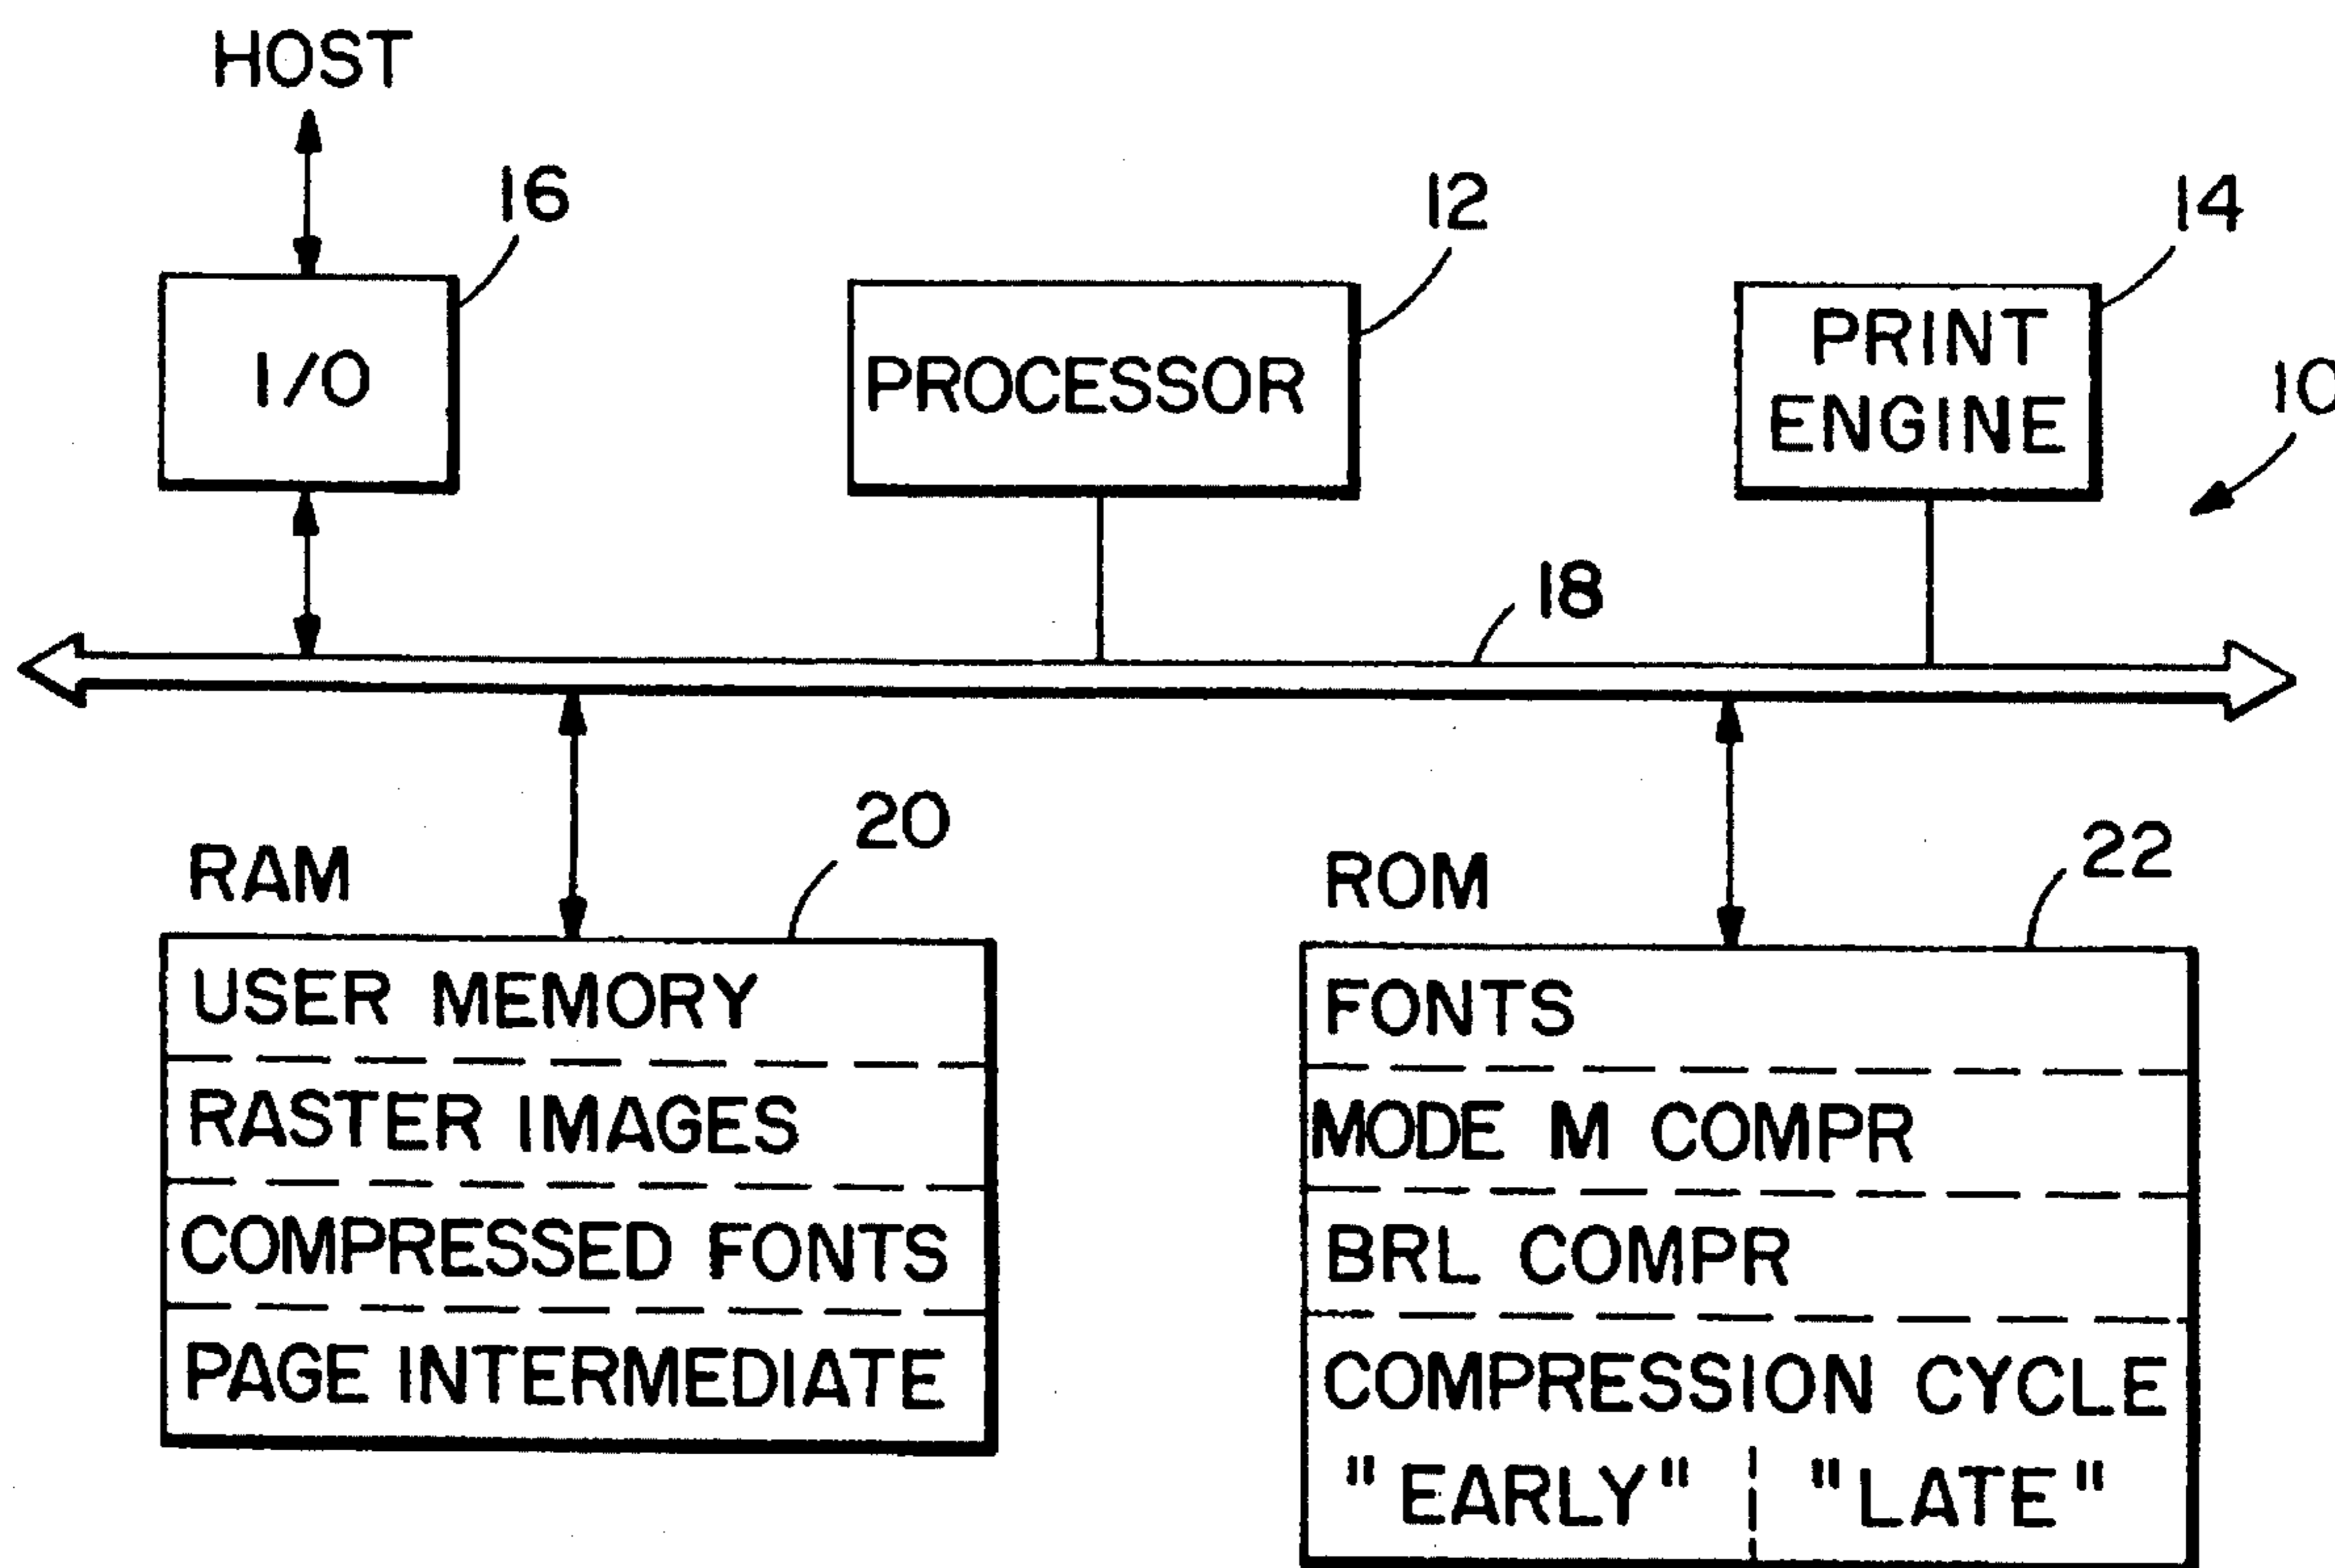 HOST
16
12
14
I/O
PROCESSOR
PRINT
ENGINE
10
18
RAM
20
ROM
22
USER MEMORY
RASTER IMAGES
COMPRESSED FONTS
PAGE INTERMEDIATE
FONTS
MODE M COMPR
BRL COMPR
COMPRESSION CYCLE
"EARLY" "LATE"